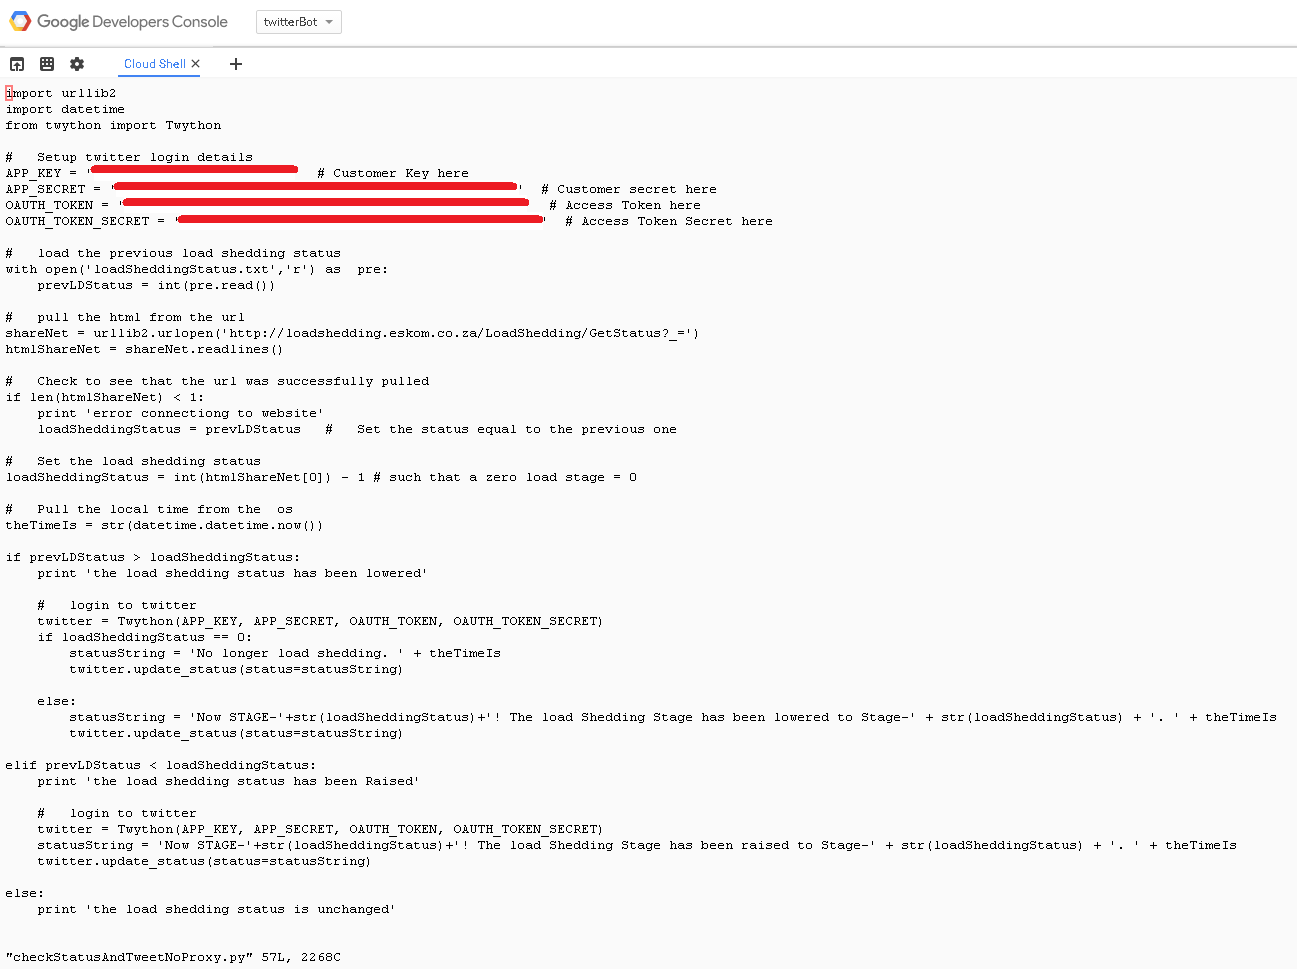 Google Developers Console twitterBot
Cloud Shell
import urllib2
import datetime
from twython import Twython
#   Setup twitter login details
APP_KEY = '   # Customer Key here
APP_SECRET = '   '   # Customer secret here
OAUTH_TOKEN = '   # Access Token here
OAUTH_TOKEN_SECRET = '   '   # Access Token Secret here
#   load the previous load shedding status
with open('loadSheddingStatus.txt','r') as  pre:
    prevLDStatus = int(pre.read())
#   pull the html from the url
shareNet = urllib2.urlopen('http://loadshedding.eskom.co.za/LoadShedding/GetStatus?_=')
htmlShareNet = shareNet.readlines()
#   Check to see that the url was successfully pulled
if len(htmlShareNet) < 1:
    print 'error connectiong to website'
    loadSheddingStatus = prevLDStatus   #   Set the status equal to the previous one
#   Set the load shedding status
loadSheddingStatus = int(htmlShareNet[0]) - 1 # such that a zero load stage = 0
#   Pull the local time from the  os
theTimeIs = str(datetime.datetime.now())
if prevLDStatus > loadSheddingStatus:
    print 'the load shedding status has been lowered'
    #   login to twitter
    twitter = Twython(APP_KEY, APP_SECRET, OAUTH_TOKEN, OAUTH_TOKEN_SECRET)
    if loadSheddingStatus == 0:
        statusString = 'No longer load shedding. ' + theTimeIs
        twitter.update_status(status=statusString)
    else:
        statusString = 'Now STAGE-'+str(loadSheddingStatus)+'! The load Shedding Stage has been lowered to Stage-' + str(loadSheddingStatus) + '. ' + theTimeIs
        twitter.update_status(status=statusString)
elif prevLDStatus < loadSheddingStatus:
    print 'the load shedding status has been Raised'
    #   login to twitter
    twitter = Twython(APP_KEY, APP_SECRET, OAUTH_TOKEN, OAUTH_TOKEN_SECRET)
    statusString = 'Now STAGE-'+str(loadSheddingStatus)+'! The load Shedding Stage has been raised to Stage-' + str(loadSheddingStatus) + '. ' + theTimeIs
    twitter.update_status(status=statusString)
else:
    print 'the load shedding status is unchanged'
"checkStatusAndTweetNoProxy.py" 57L, 2268C